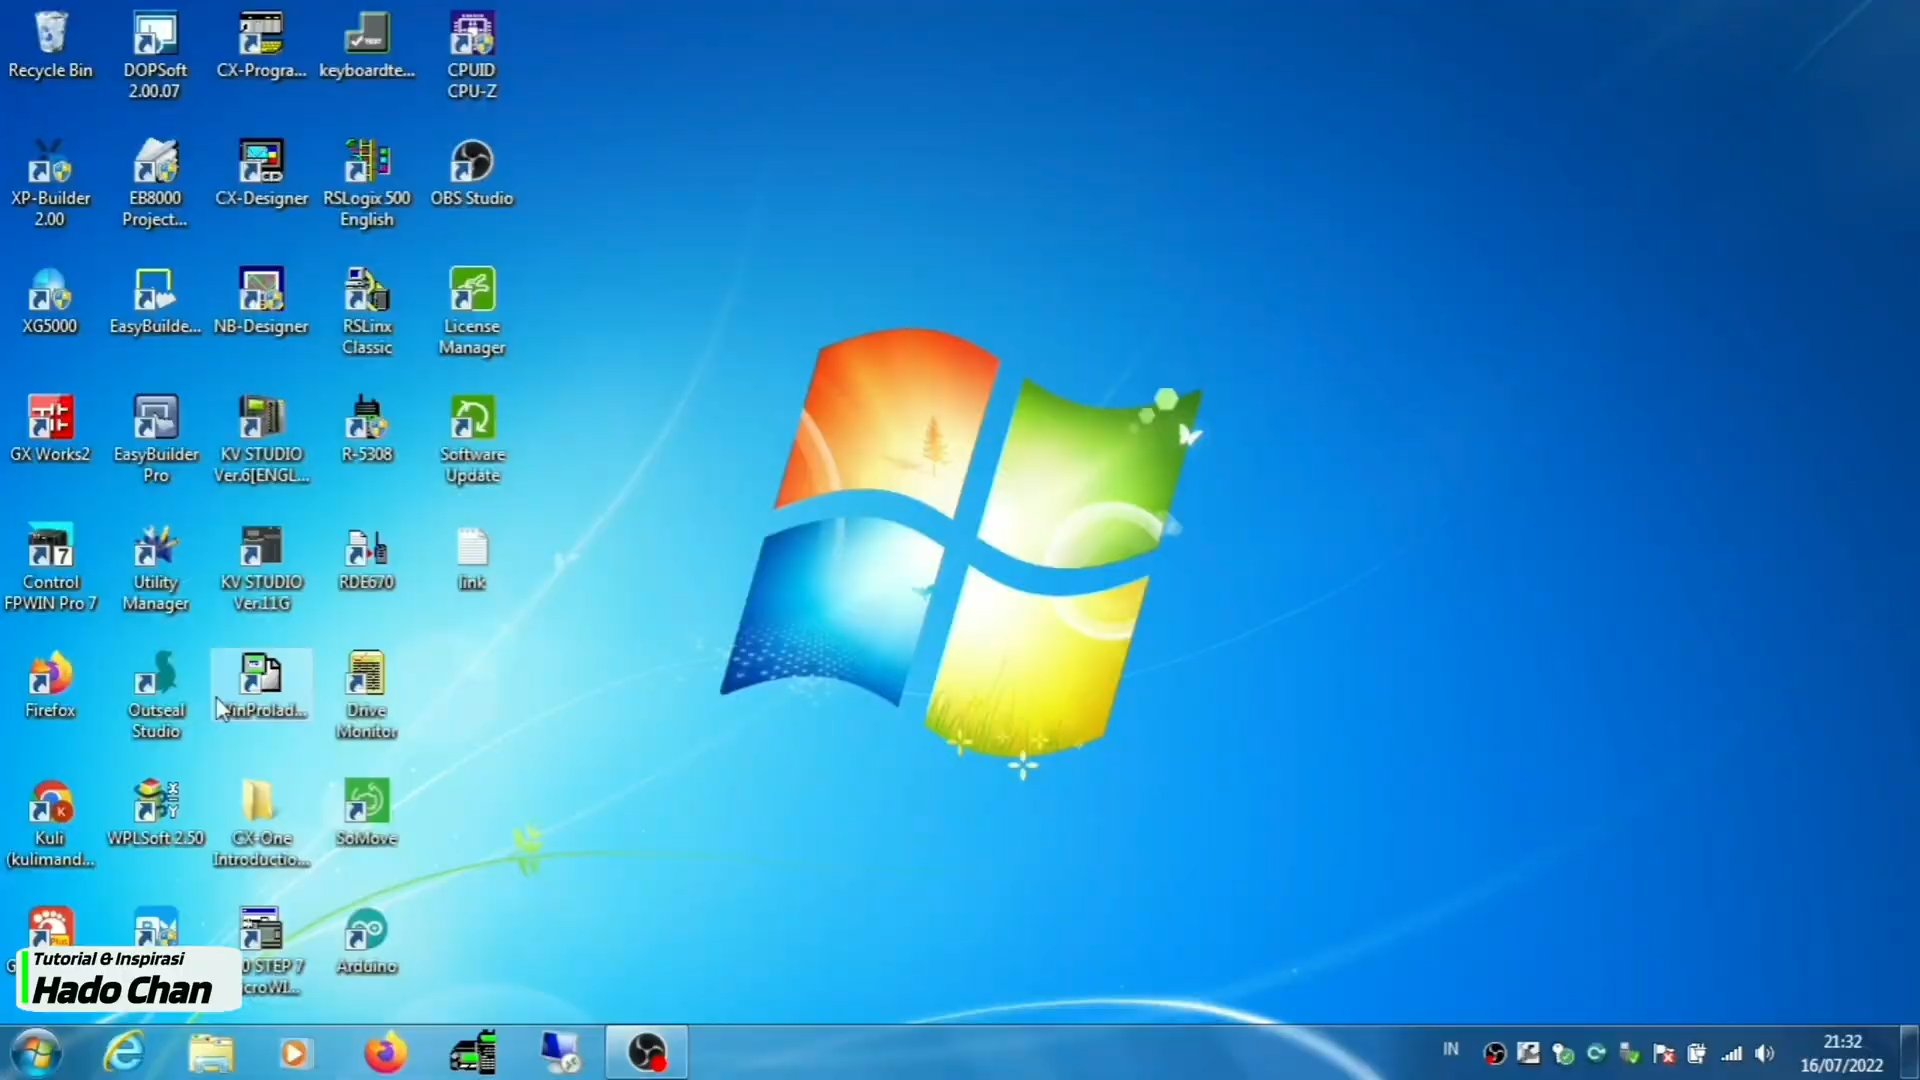 Recycle Bin
DOPSoft
2.00.07
CX-Progra...
keyboardte...
CPUID
CPU-Z
XP-Builder
2.00
EB8000
Project...
CX-Designer
RSLogix 500
English
OBS Studio
XG5000
EasyBuilde...
NB-Designer
RSLinx
Classic
License
Manager
GX Works2
EasyBuilder
Pro
KV STUDIO
Ver.6[ENGL...
R-5308
Software
Update
Control
FPWIN Pro 7
Utility
Manager
KV STUDIO
Ver.11G
RDE670
link
Firefox
Outseal
Studio
WinProlad...
Drive
Monitor
Kuli
(kulimand...
WPLSoft 2.50
CX-One
Introductio...
SoMove
STEP 7
Arduino
Tutorial & Inspirasi
Hado Chan
IN
21:32
16/07/2022